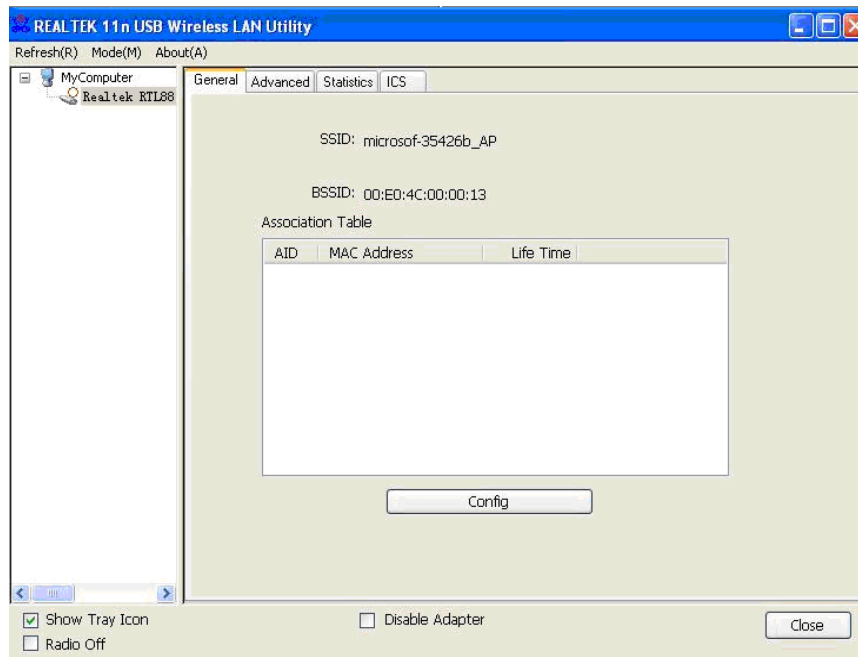 REALTEK 11n USB Wireless LAN Utility
Refresh(R) Mode(M) About(A)
MyComputer
Realtek RTL88
General Advanced Statistics ICS
SSID: microsof-35426b_AP
BSSID: 00:E0:4C:00:00:13
Association Table
AID MAC Address Life Time
Config
Show Tray Icon
Radio Off
Disable Adapter
Close